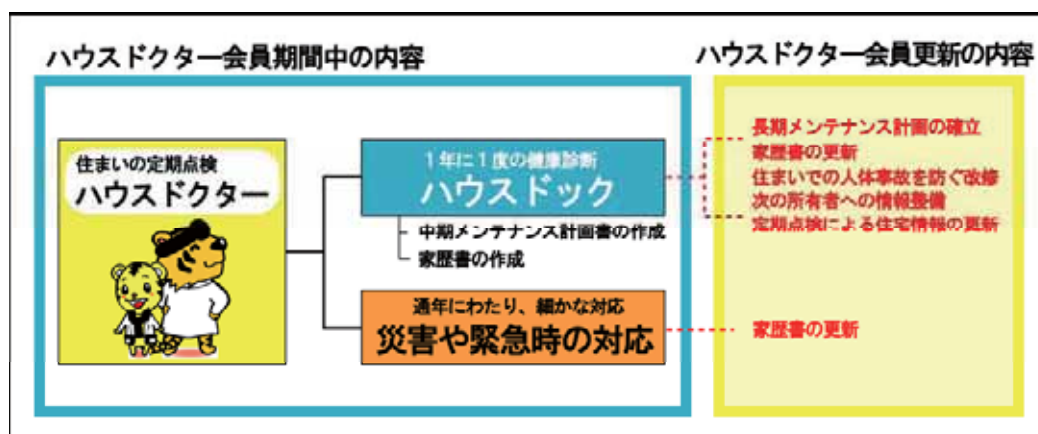 ハウスドクター会員期間中の内容
住まいの定期点検
ハウスドクター
1年に1度の健康診断
ハウスドック
中期メンテナンス計画書の作成
家歴書の作成
通年にわたり、細かな対応
災害や緊急時の対応
ハウスドクター会員更新の内容
長期メンテナンス計画の確立
家歴書の更新
住まいでの人体事故を防ぐ改修
次の所有者への情報整備
定期点検による住宅情報の更新
家歴書の更新